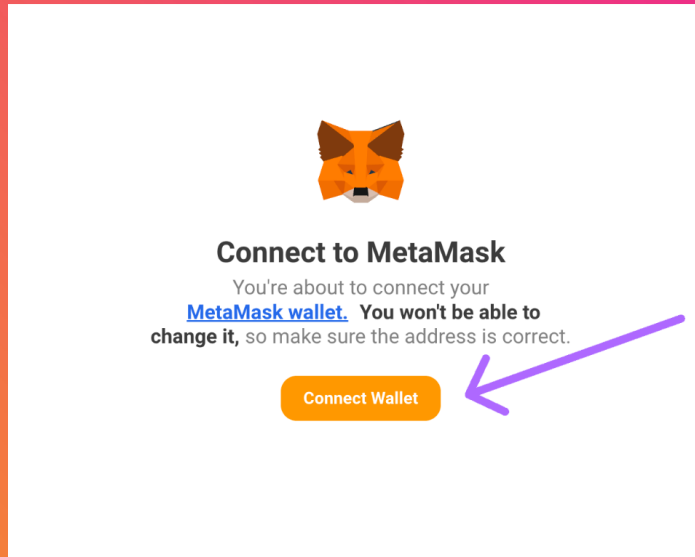 Connect to MetaMask
You're about to connect your
MetaMask wallet. You won't be able to
change it, so make sure the address is correct.
Connect Wallet